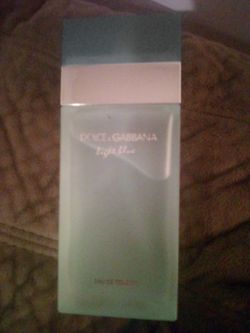 DOLCE & GABBANA
light blue
EAU DE TOILETTE